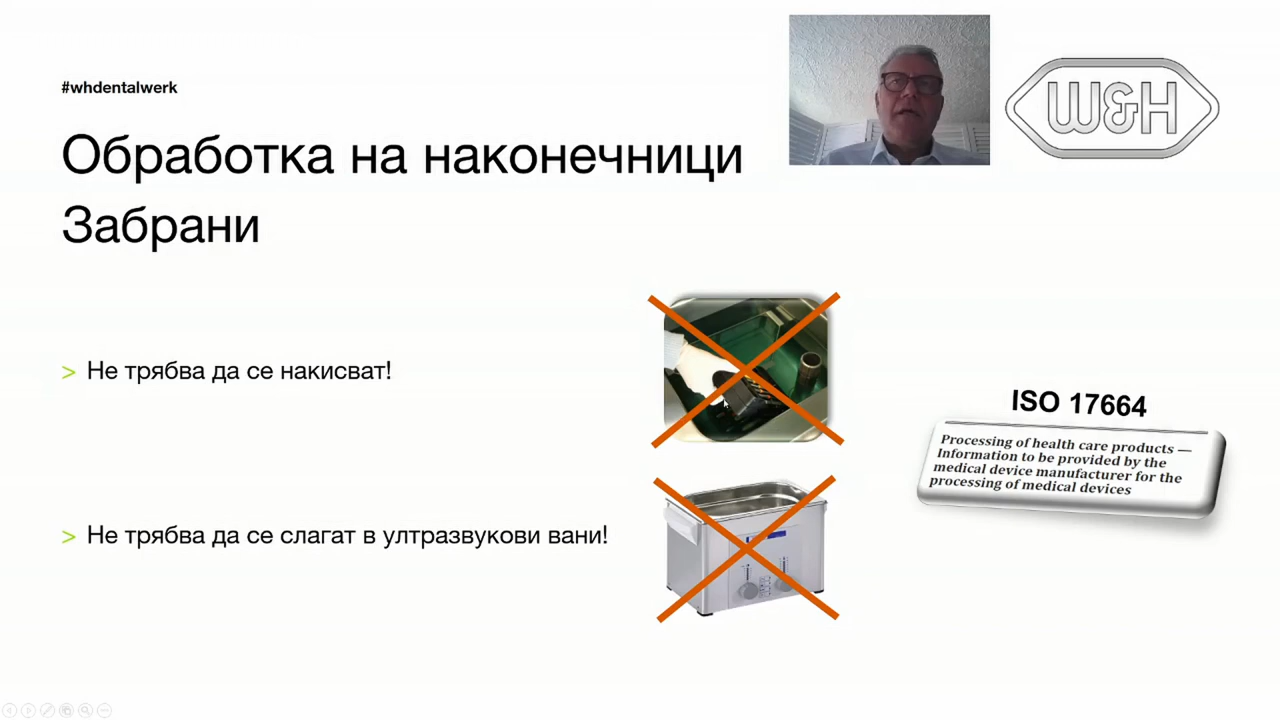 #whdentalwerk
W&H
Обработка на наконечници
Забрани
> Не трябва да се накисват!
> Не трябва да се слагат в ултразвукови вани!
ISO 17664
Processing of health care products —
Information to be provided by the
medical device manufacturer for the
processing of medical devices